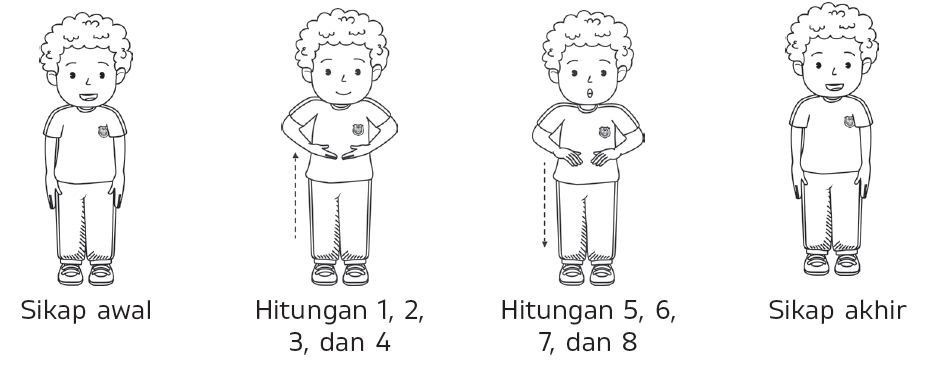 Sikap awal
Hitungan 1, 2,
3, dan 4
Hitungan 5, 6,
7, dan 8
Sikap akhir